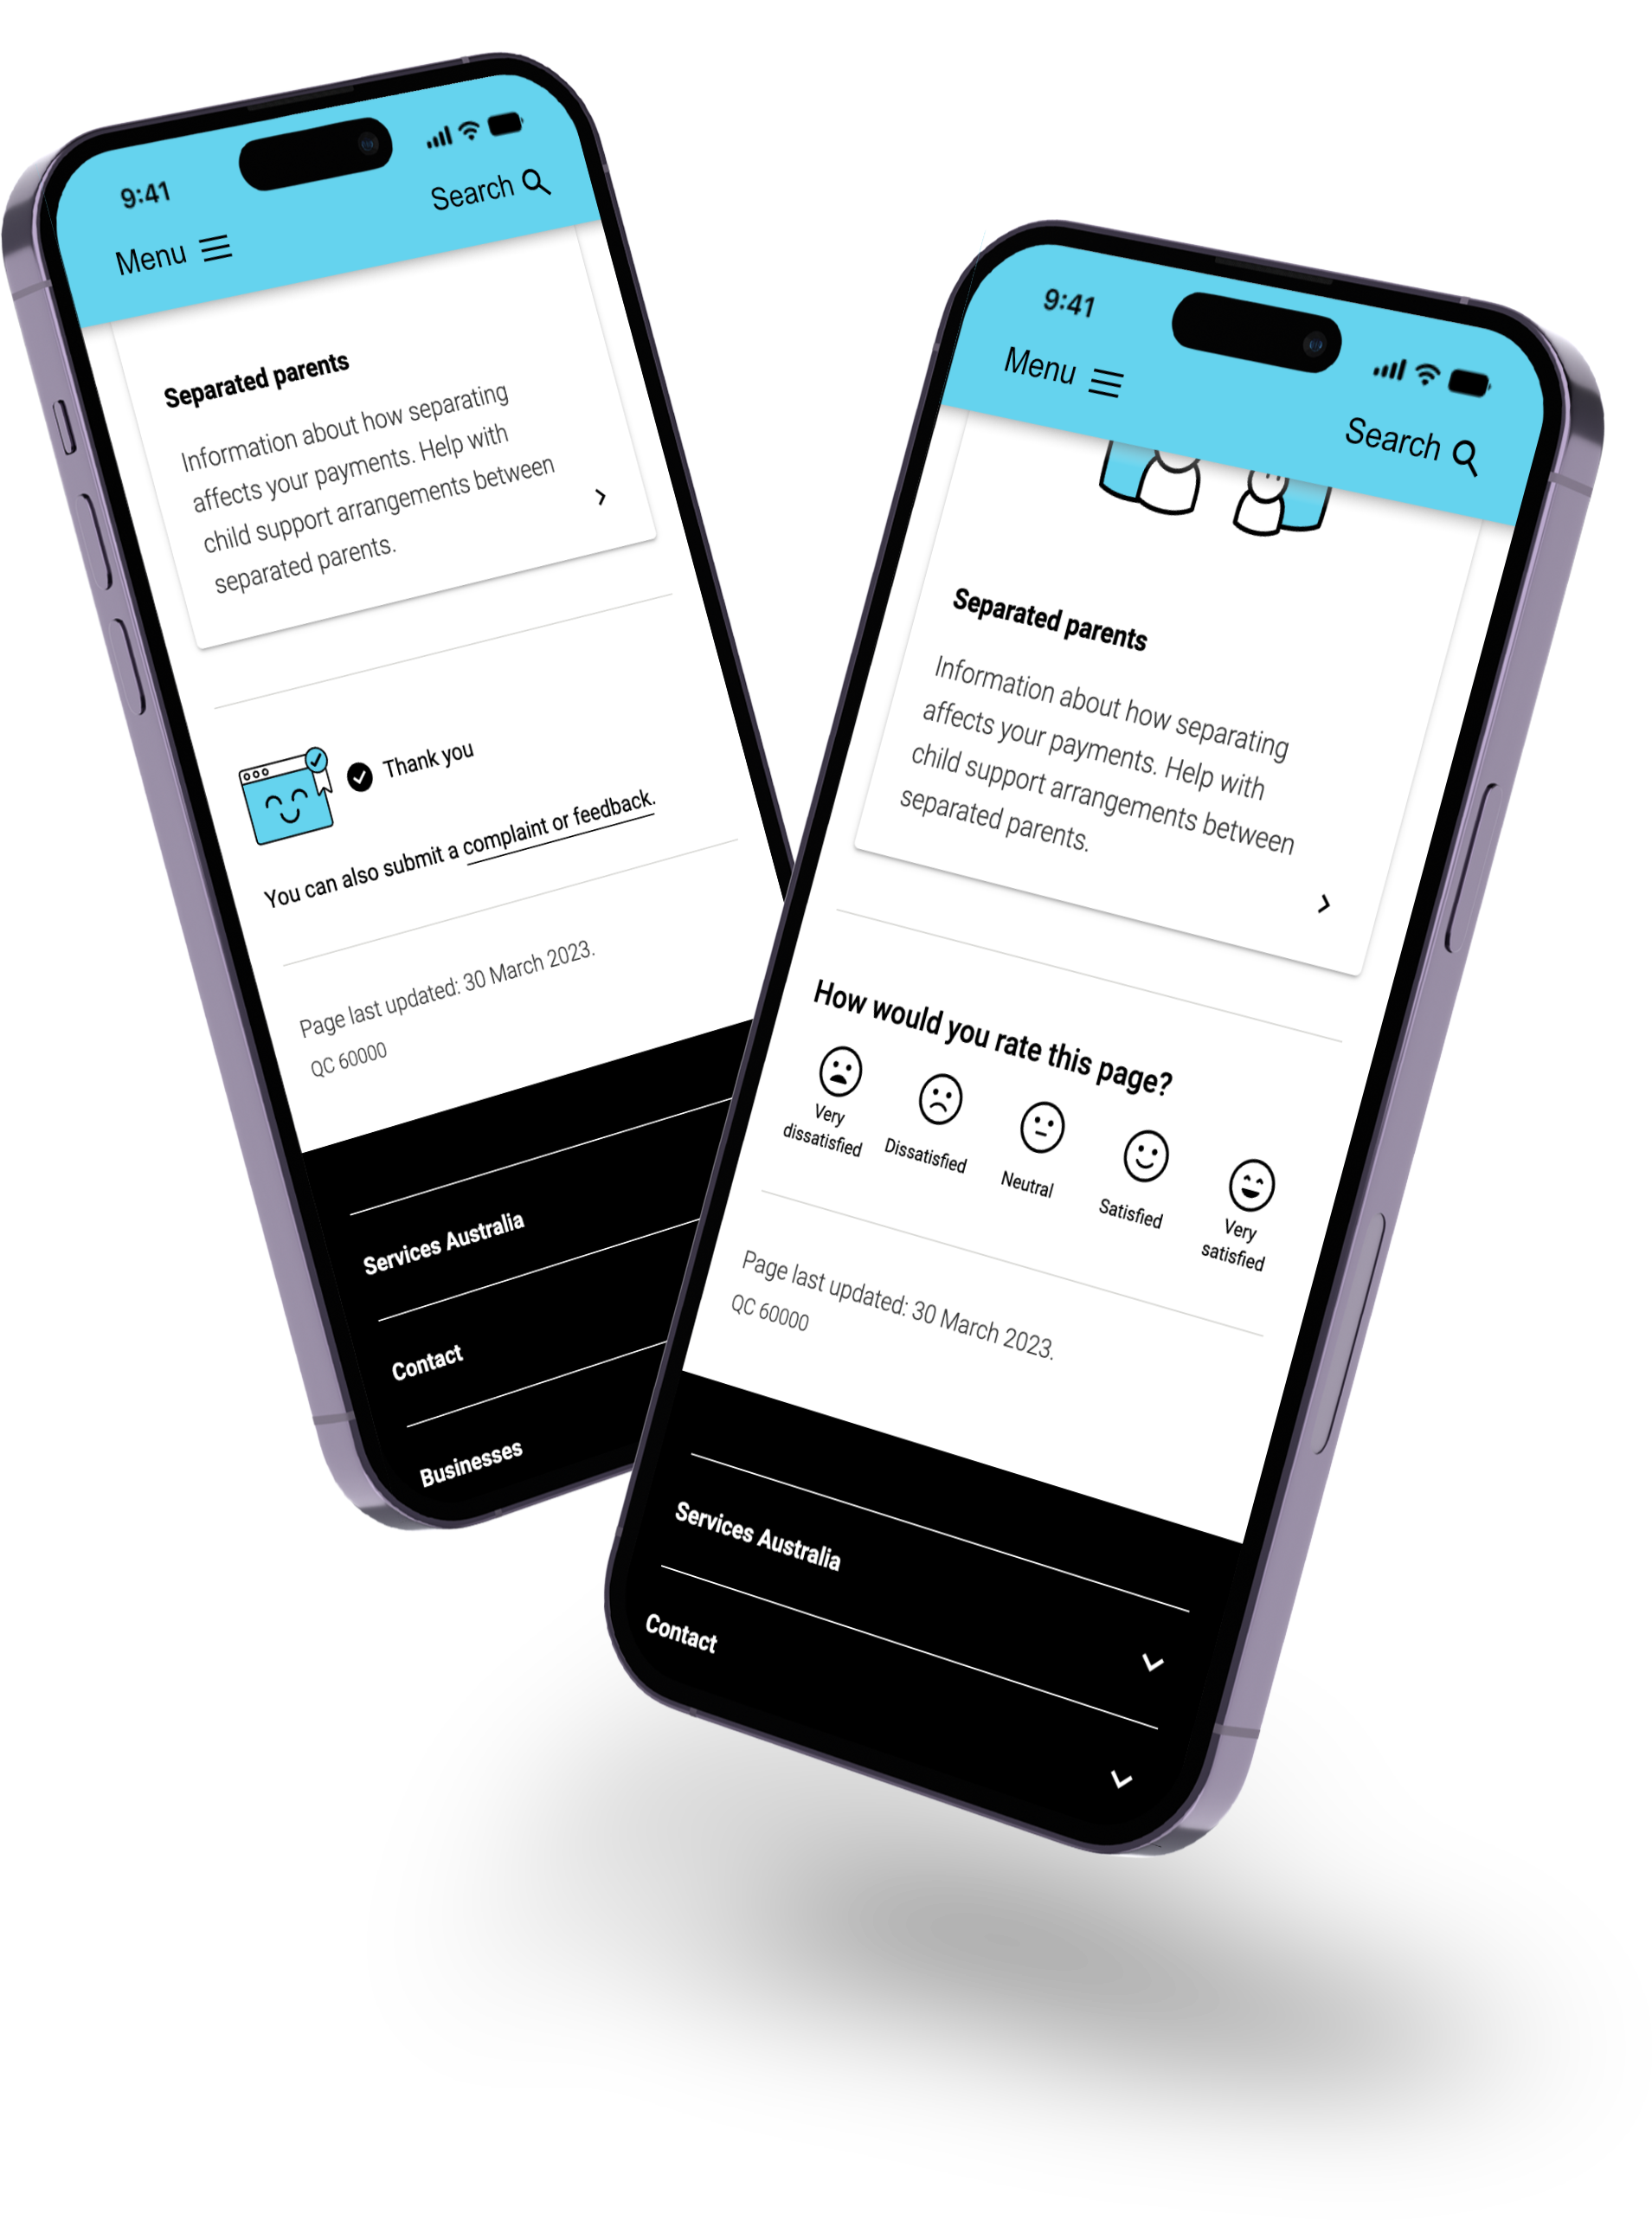 9:41
Search
Menu
Separated parents
Information about how separating
affects your payments. Help with
child support arrangements between
separated parents.
Thank you
You can also submit a complaint or feedback.
Page last updated: 30 March 2023.
QC 60000
Services Australia
Contact
Businesses
9:41
Menu
Search
Separated parents
Information about how separating
affects your payments. Help with
child support arrangements between
separated parents.
How would you rate this page?
Very
dissatisfied
Dissatisfied
Neutral
Satisfied
Very
satisfied
Page last updated: 30 March 2023.
QC 60000
Services Australia
Contact